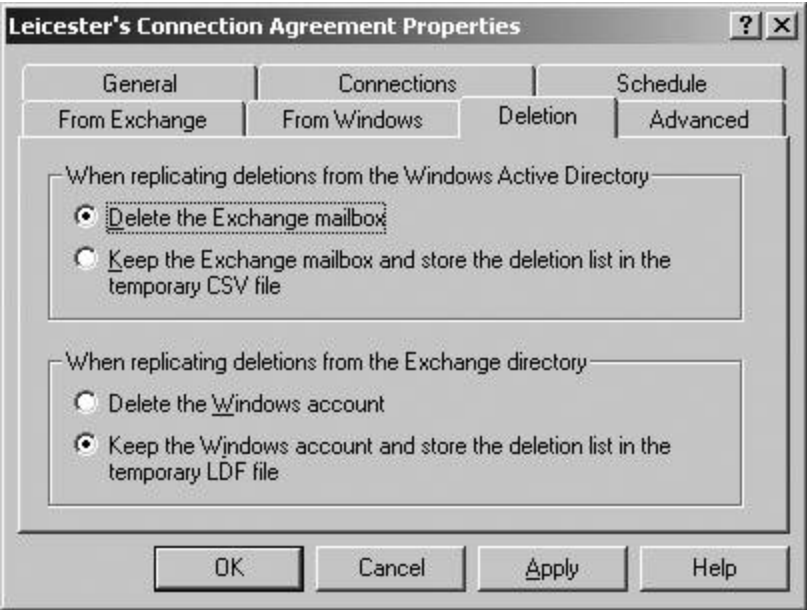 Leicester's Connection Agreement Properties
General Connections Schedule
From Exchange From Windows Deletion Advanced
When replicating deletions from the Windows Active Directory
Delete the Exchange mailbox
Keep the Exchange mailbox and store the deletion list in the
temporary CSV file
When replicating deletions from the Exchange directory
Delete the Windows account
Keep the Windows account and store the deletion list in the
temporary LDF file
OK Cancel Apply Help